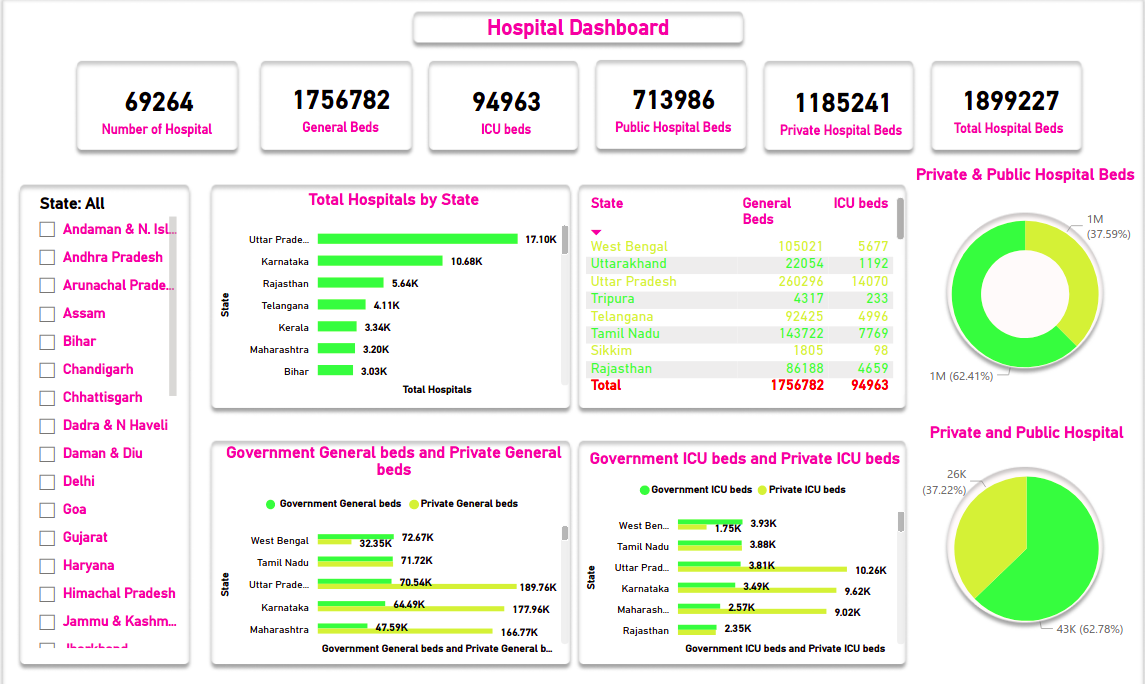 Hospital Dashboard
69264
Number of Hospital
1756782
General Beds
94963
ICU beds
713986
Public Hospital Beds
1185241
Private Hospital Beds
1899227
Total Hospital Beds
State: All
Andaman & N. Isl...
Andhra Pradesh
Arunachal Prade...
Assam
Bihar
Chandigarh
Chhattisgarh
Dadra & N Haveli
Daman & Diu
Delhi
Goa
Gujarat
Haryana
Himachal Pradesh
Jammu & Kashm...
Jharkhand
Total Hospitals by State
State
Uttar Prade... 17.10K
Karnataka 10.68K
Rajasthan 5.64K
Telangana 4.11K
Kerala 3.34K
Maharashtra 3.20K
Bihar 3.03K
Total Hospitals
State General Beds ICU beds
West Bengal 105021 5677
Uttarakhand 22054 1192
Uttar Pradesh 260296 14070
Tripura 4317 233
Telangana 92425 4996
Tamil Nadu 143722 7769
Sikkim 1805 98
Rajasthan 86188 4659
Total 1756782 94963
Private & Public Hospital Beds
1M
(37.59%)
1M (62.41%)
Government General beds and Private General
beds
Government General beds Private General beds
State
West Bengal 72.67K
32.35K
Tamil Nadu 71.72K
Uttar Prade... 70.54K
189.76K
Karnataka 64.49K
177.96K
Maharashtra 47.59K
166.77K
Government General beds and Private General b...
Government ICU beds and Private ICU beds
Government ICU beds Private ICU beds
State
West Ben... 3.93K
1.75K
Tamil Nadu 3.88K
Uttar Prad... 3.81K
10.26K
Karnataka 3.49K
9.62K
Maharash... 2.57K
9.02K
Rajasthan 2.35K
Government ICU beds and Private ICU beds
Private and Public Hospital
26K
(37.22%)
43K (62.78%)